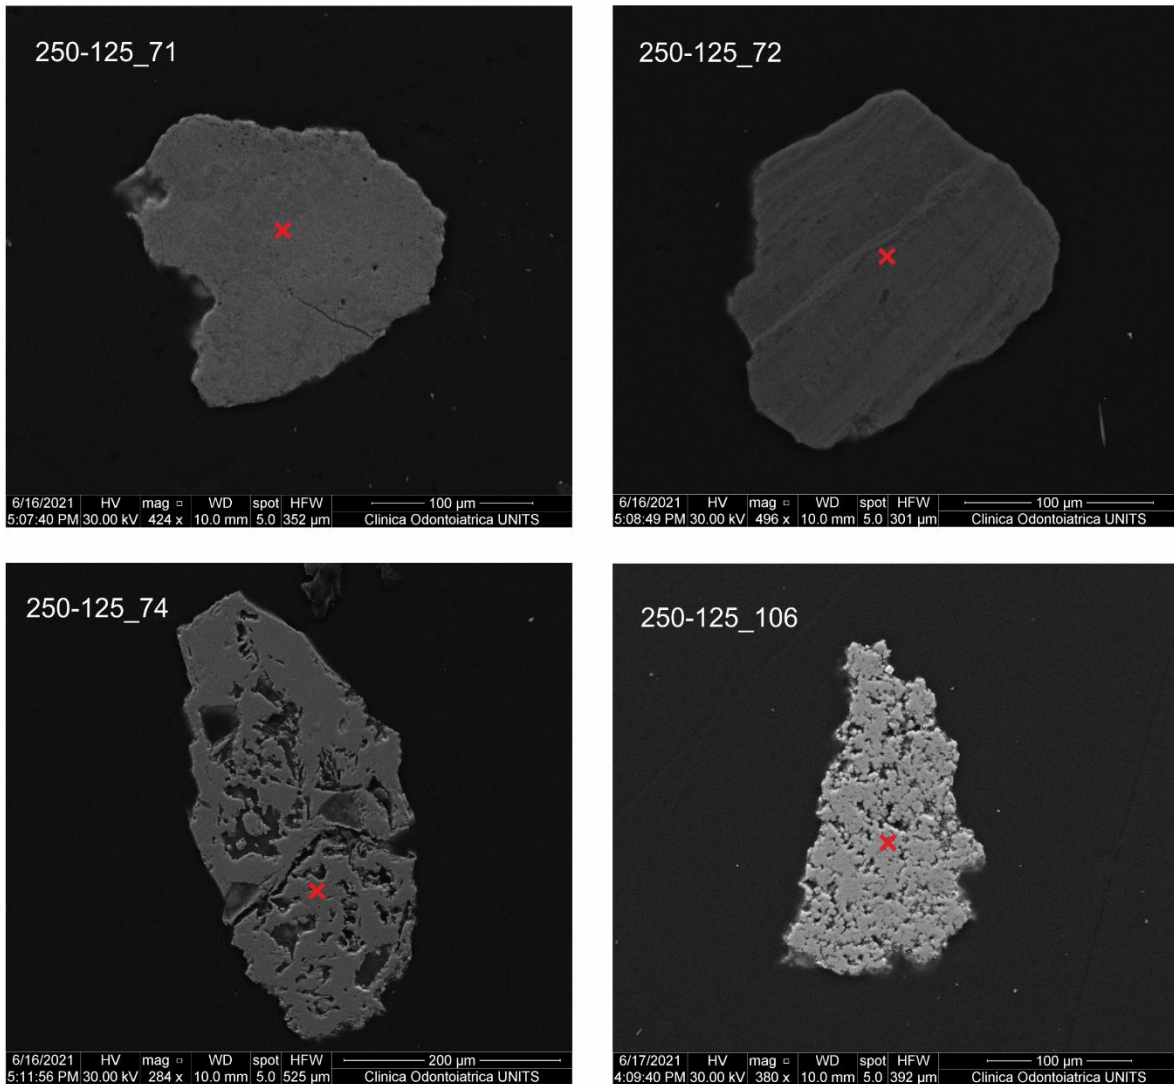 250-125_71
6/16/2021 HV mag □ WD spot HFW 100 µm
5:07:40 PM 30.00 kV 424 x 10.0 mm 5.0 352 µm Clinica Odontoiatrica UNITS
250-125_72
6/16/2021 HV mag □ WD spot HFW 100 µm
5:08:49 PM 30.00 kV 496 x 10.0 mm 5.0 301 µm Clinica Odontoiatrica UNITS
250-125_74
6/16/2021 HV mag □ WD spot HFW 200 µm
5:11:56 PM 30.00 kV 284 x 10.0 mm 5.0 525 µm Clinica Odontoiatrica UNITS
250-125_106
6/17/2021 HV mag □ WD spot HFW 100 µm
4:09:40 PM 30.00 kV 380 x 10.0 mm 5.0 392 µm Clinica Odontoiatrica UNITS